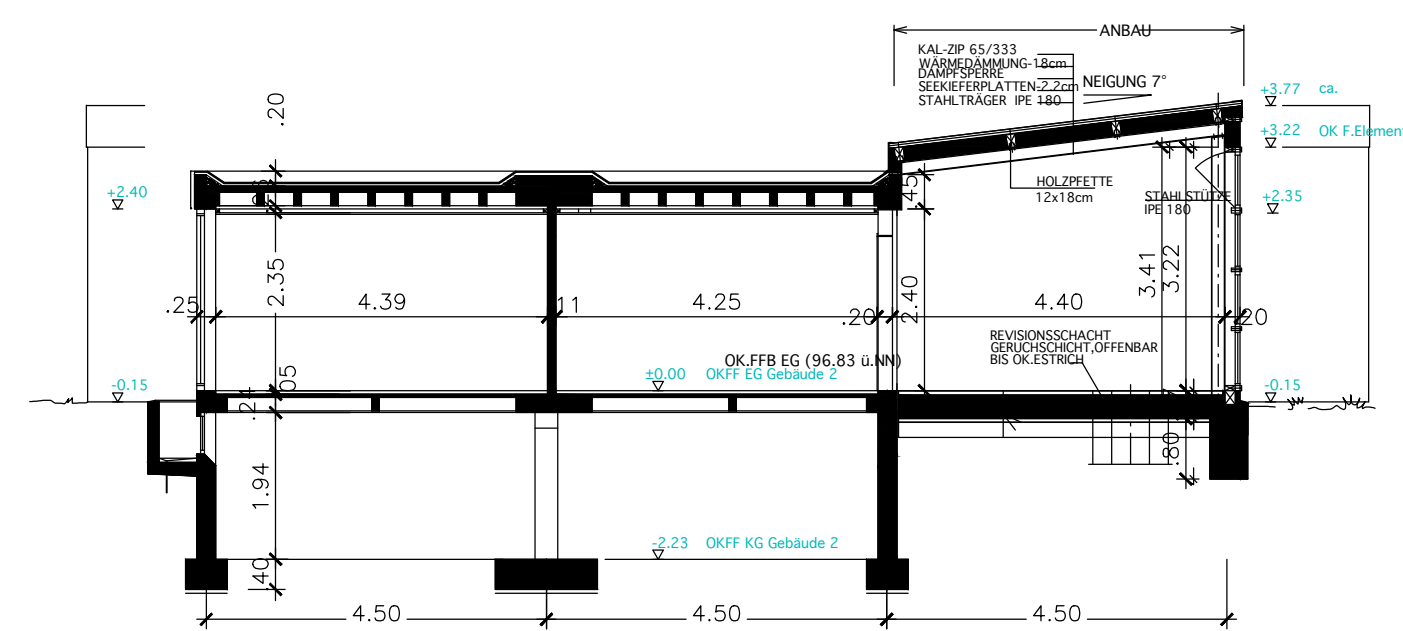 ANBAU
KAL-ZIP 65/333
WÄRMEDÄMMUNG-18cm
DAMPFSPERRE
SEEKIEFERPLATTEN-2.2cm
STAHLTRÄGER IPE 180
NEIGUNG 7°
+3.77 ca.
+3.22 OK F.Element
.20
+2.40
HOLZPFETTE
12x18cm
STAHLSTÜTZE
IPE 180
+2.35
.45
2.35
2.40
3.41
3.22
.25
4.39
11
4.25
.20
4.40
20
REVISIONSSCHACHT
GERUCHSCHICHT,OFFENBAR
BIS OK.ESTRICH
OK.FFB EG (96.83 ü.NN)
±0.00 OKFF EG Gebäude 2
-0.15
-0.15
05
.24
.80
1.94
-2.23 OKFF KG Gebäude 2
.40
4.50
4.50
4.50